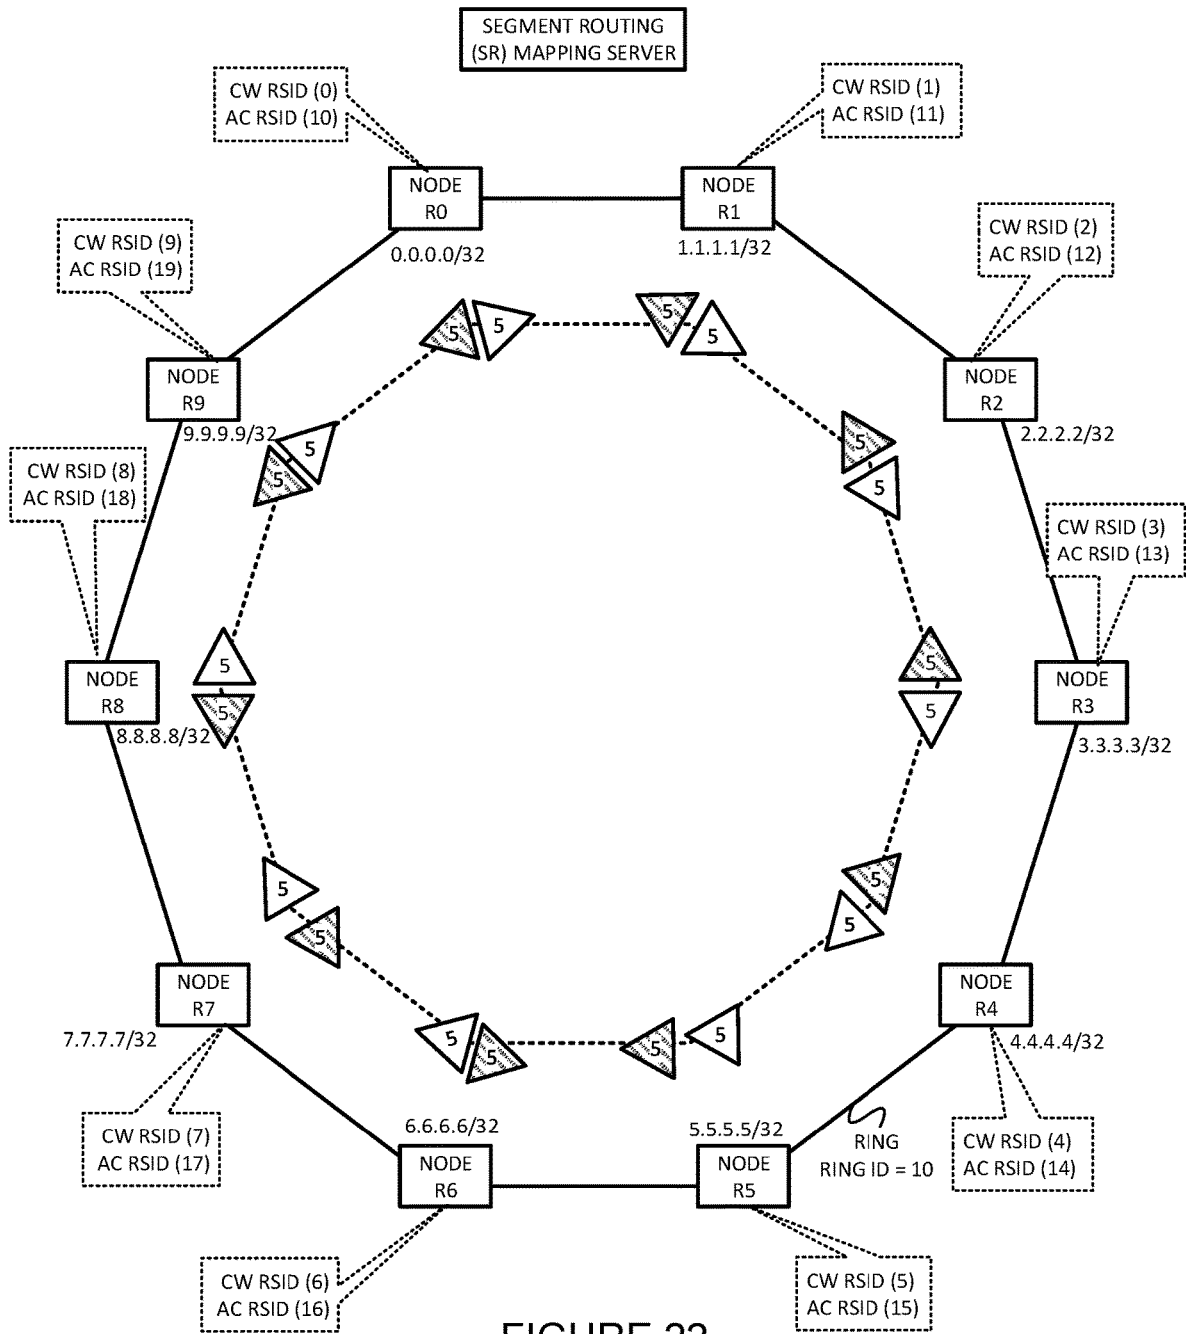 SEGMENT ROUTING
(SR) MAPPING SERVER
CW RSID (0)
AC RSID (10)
CW RSID (1)
AC RSID (11)
NODE
R0
0.0.0.0/32
NODE
R1
1.1.1.1/32
CW RSID (9)
AC RSID (19)
CW RSID (2)
AC RSID (12)
5
5
5
5
NODE
R9
9.9.9.9/32
NODE
R2
2.2.2.2/32
5
5
5
5
CW RSID (8)
AC RSID (18)
CW RSID (3)
AC RSID (13)
NODE
R8
8.8.8.8/32
5
5
5
5
NODE
R3
3.3.3.3/32
5
5
5
5
NODE
R7
7.7.7.7/32
5
5
5
5
NODE
R4
4.4.4.4/32
CW RSID (7)
AC RSID (17)
6.6.6.6/32
NODE
R6
5.5.5.5/32
NODE
R5
RING
RING ID = 10
CW RSID (4)
AC RSID (14)
CW RSID (6)
AC RSID (16)
CW RSID (5)
AC RSID (15)